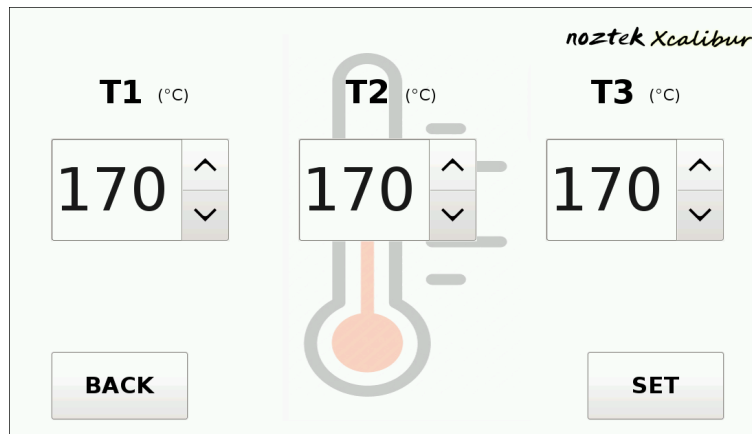 noztek Xcalibur
T1 (°C) T2 (°C) T3 (°C)
170 170 170
BACK SET